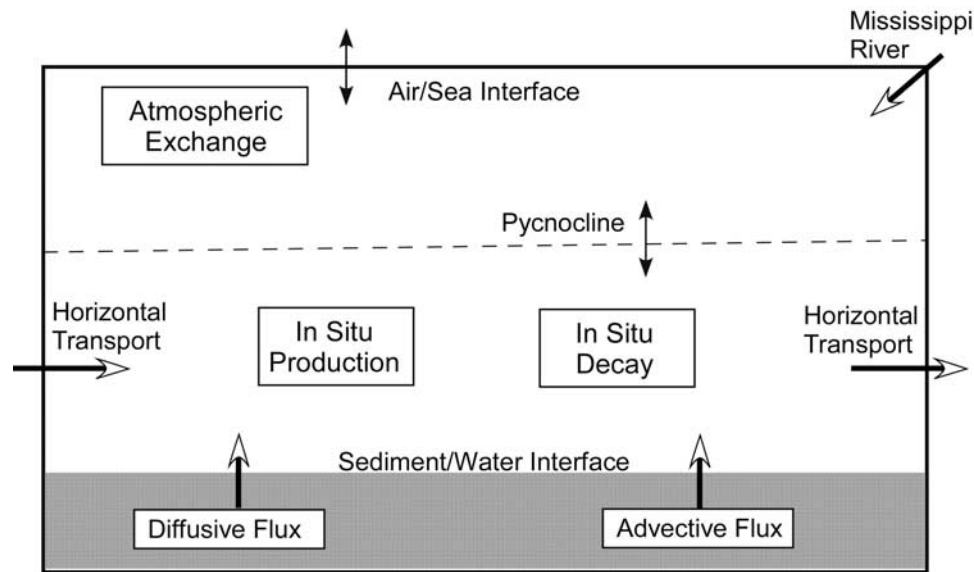 Mississippi
River
Air/Sea Interface
Atmospheric
Exchange
Pycnocline
Horizontal
Transport
In Situ
Production
In Situ
Decay
Horizontal
Transport
Sediment/Water Interface
Diffusive Flux
Advective Flux